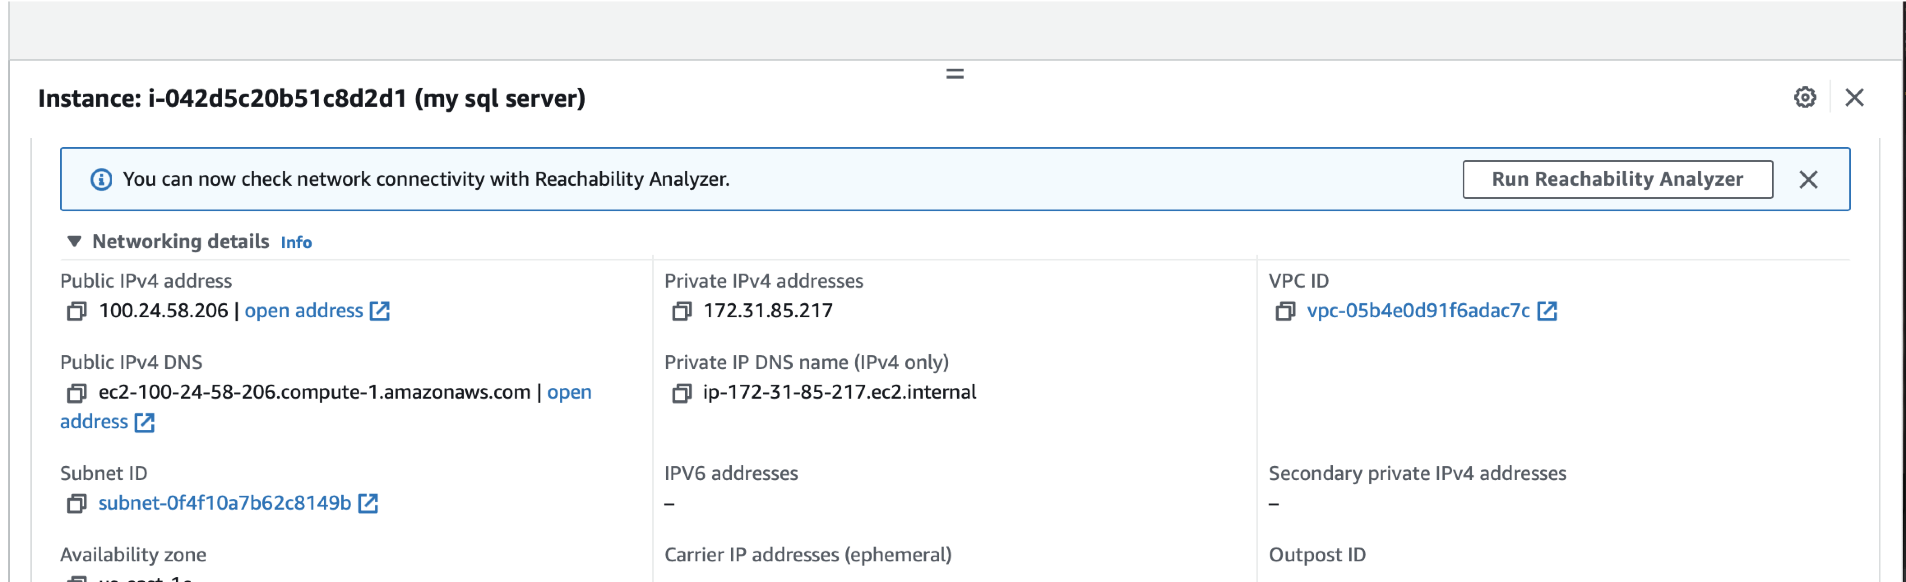 Instance: i-042d5c20b51c8d2d1 (my sql server)
You can now check network connectivity with Reachability Analyzer.
Run Reachability Analyzer
Networking details Info
Public IPv4 address
100.24.58.206 | open address
Private IPv4 addresses
172.31.85.217
VPC ID
vpc-05b4e0d91f6adac7c
Public IPv4 DNS
ec2-100-24-58-206.compute-1.amazonaws.com | open
address
Private IP DNS name (IPv4 only)
ip-172-31-85-217.ec2.internal
Subnet ID
subnet-0f4f10a7b62c8149b
IPV6 addresses
–
Secondary private IPv4 addresses
–
Availability zone
Carrier IP addresses (ephemeral)
Outpost ID